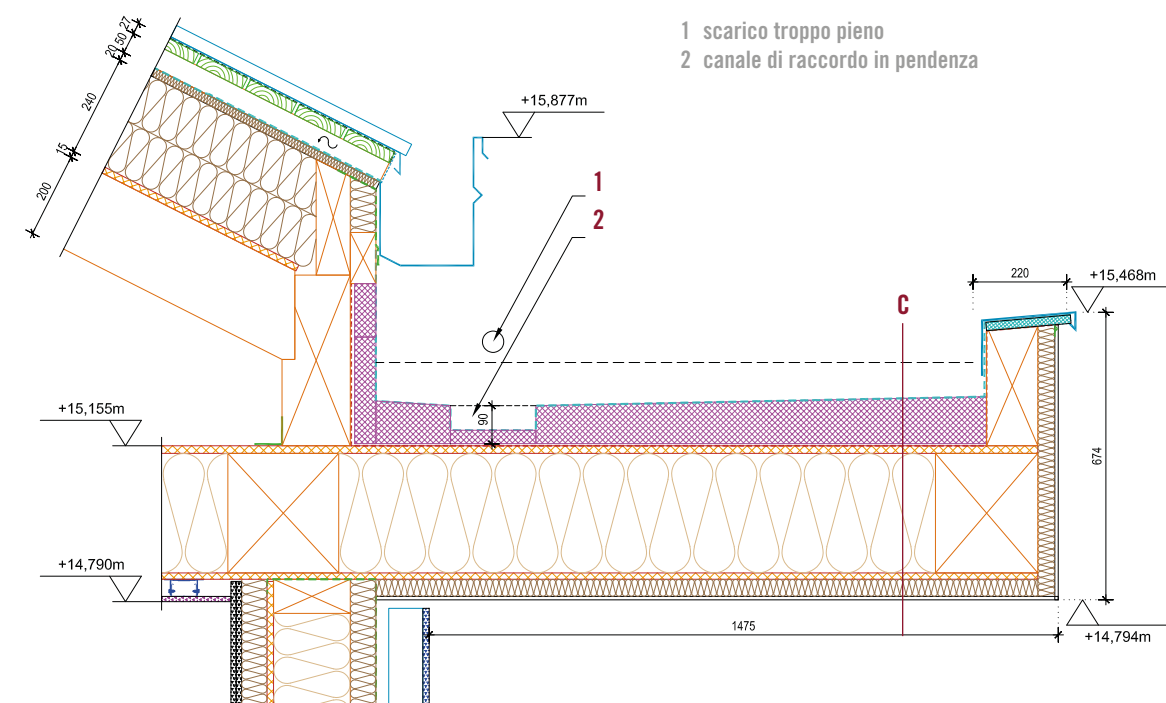 1 scarico troppo pieno
2 canale di raccordo in pendenza
27
50
20
240
15
200
+15,877m
1
2
220
+15,468m
C
90
+15,155m
674
+14,790m
1475
+14,794m